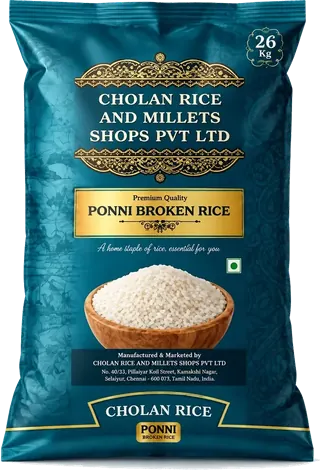 26
Kg
CHOLAN RICE
AND MILLETS
SHOPS PVT LTD
Premium Quality
PONNI BROKEN RICE
A home staple of rice, essential for you
Manufactured & Marketed by
CHOLAN RICE AND MILLETS SHOPS PVT LTD
No. 40/33, Pillaiyar Koil Street, Kamakshi Nagar,
Selaiyur, Chennai - 600 073, Tamil Nadu, India.
CHOLAN RICE
PONNI
BROKEN RICE